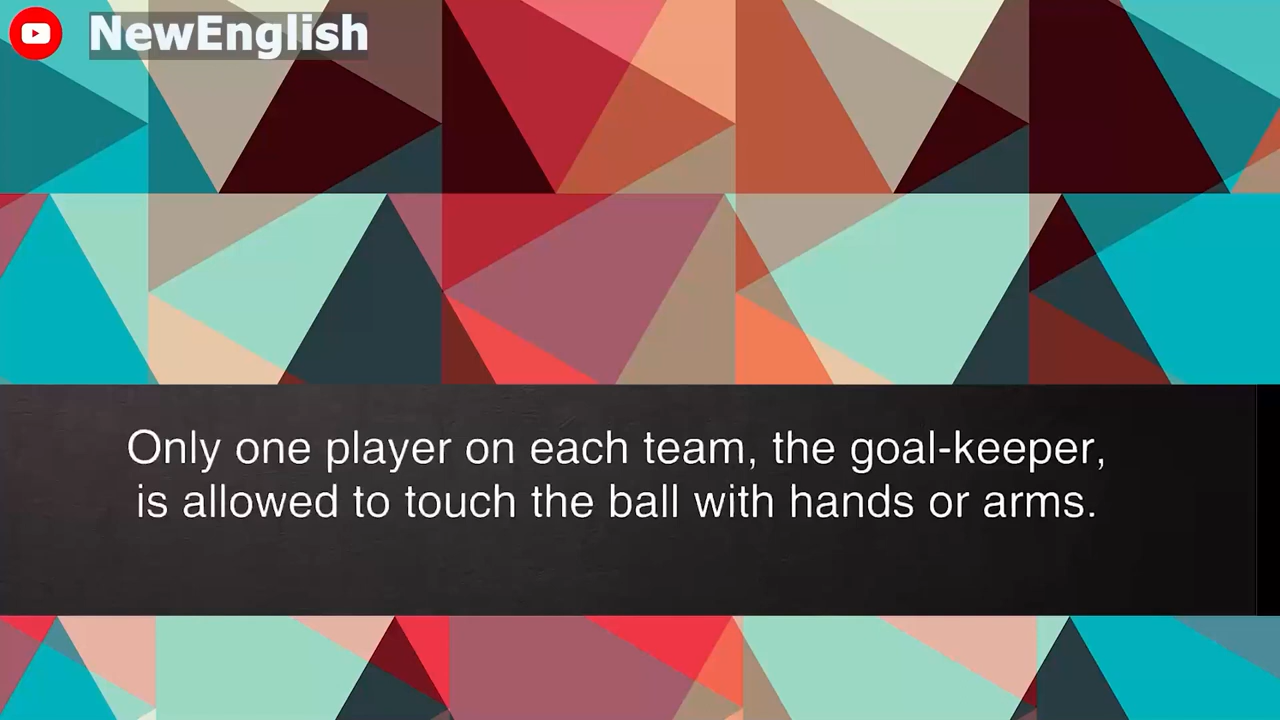 NewEnglish
Only one player on each team, the goal-keeper,
is allowed to touch the ball with hands or arms.